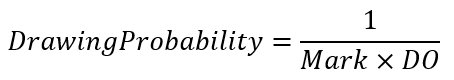 DrawingProbability = 1 / (Mark × DO)